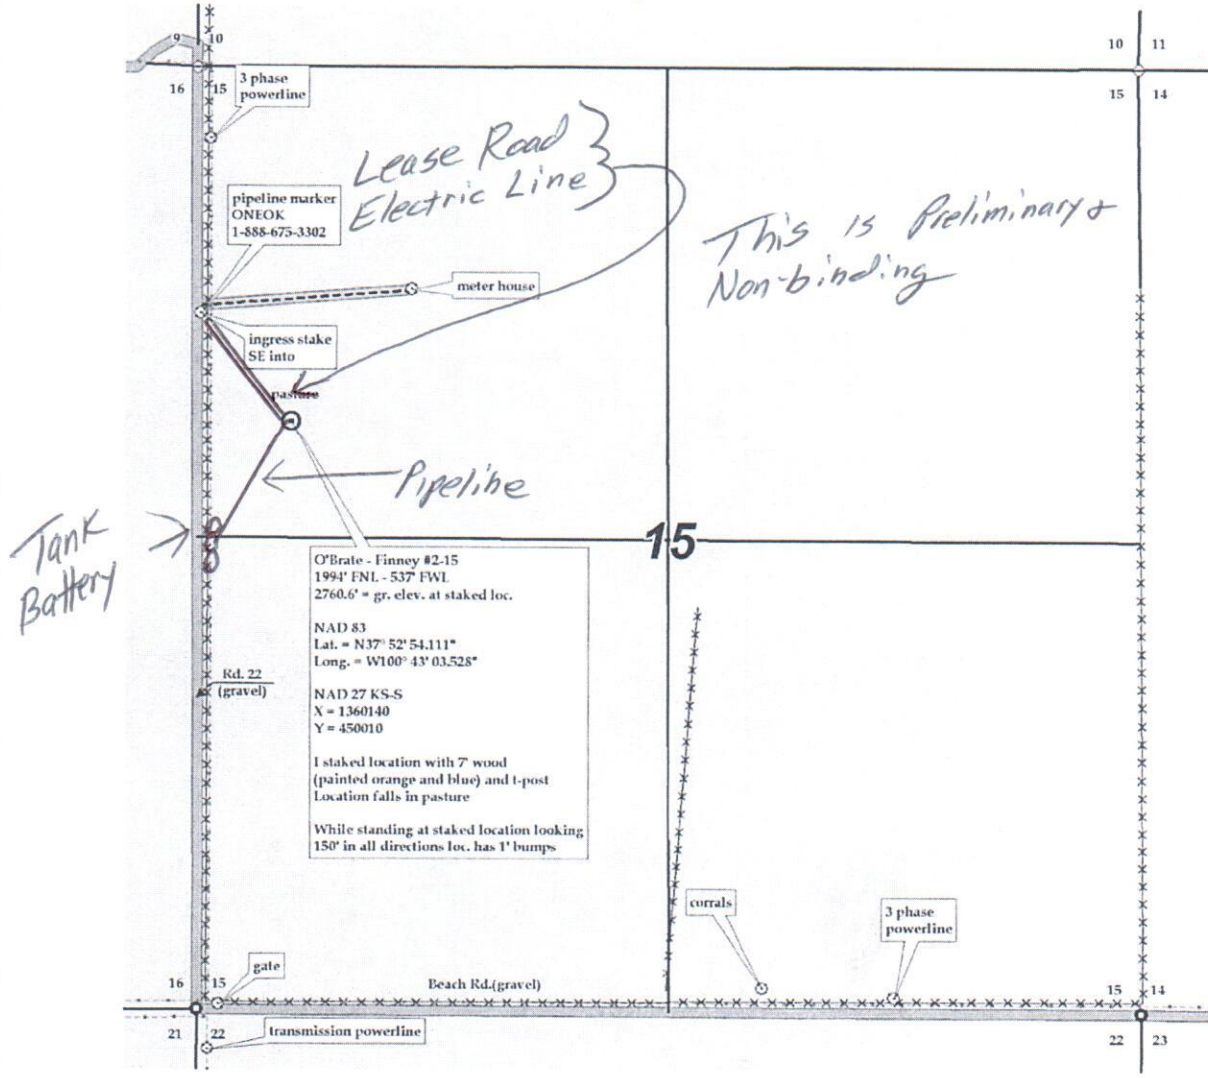 9 10
10 11
16 15
15 14
3 phase
powerline
Lease Road
Electric Line
pipeline marker
ONEOK
1-888-675-3302
This is Preliminary &
Non-binding
meter house
ingress stake
SE into
pasture
Pipeline
Tank
Battery
15
O'Brate - Finney #2-15
1994' FNL - 537' FWL
2760.6' = gr. elev. at staked loc.
NAD 83
Lat. = N37° 52' 54.111"
Long. = W100° 43' 03.528"
NAD 27 KS-S
X = 1360140
Y = 450010
I staked location with 7' wood
(painted orange and blue) and t-post
Location falls in pasture
While standing at staked location looking
150' in all directions loc. has 1' bumps
Rd. 22
(gravel)
corrals
3 phase
powerline
gate
Beach Rd.(gravel)
16 15
15 14
21 22
transmission powerline
22 23